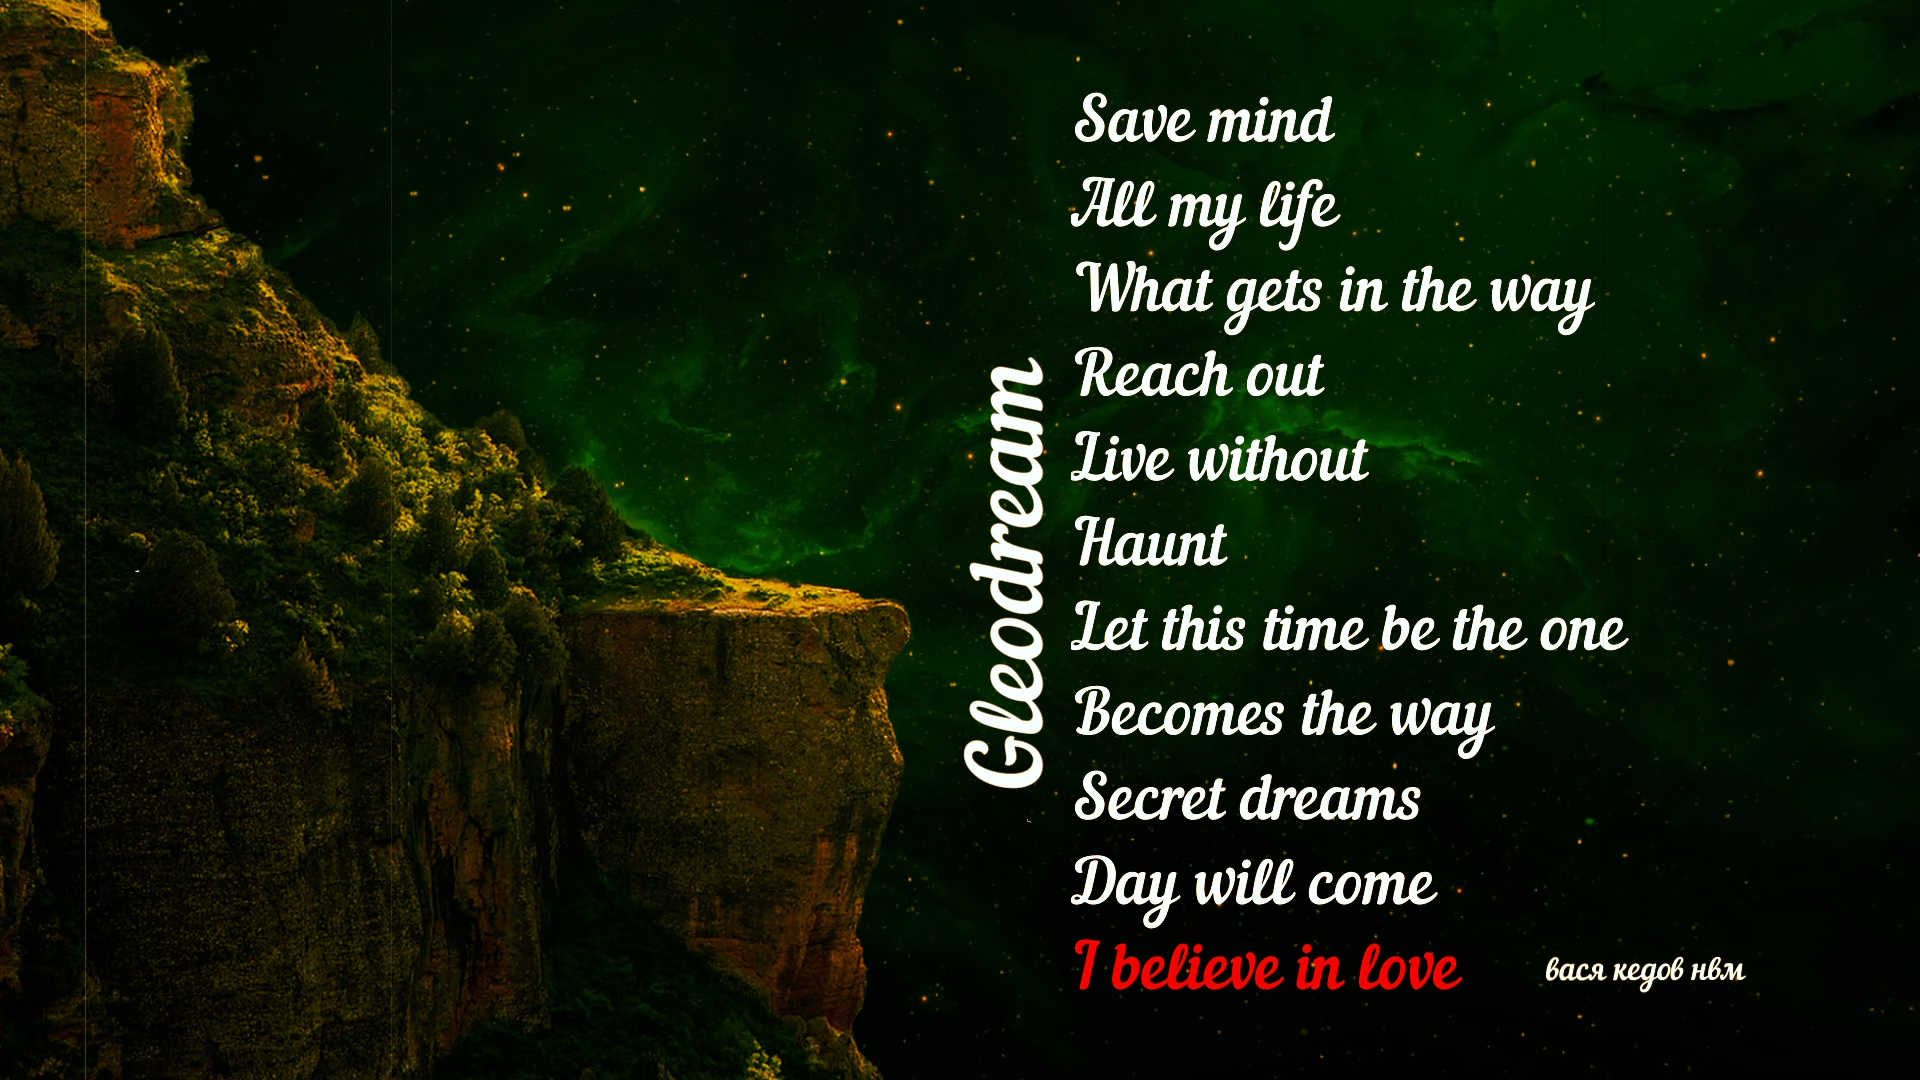 Gleodream
Save mind
All my life
What gets in the way
Reach out
Live without
Haunt
Let this time be the one
Becomes the way
Secret dreams
Day will come
I believe in love
вася кедов нвм